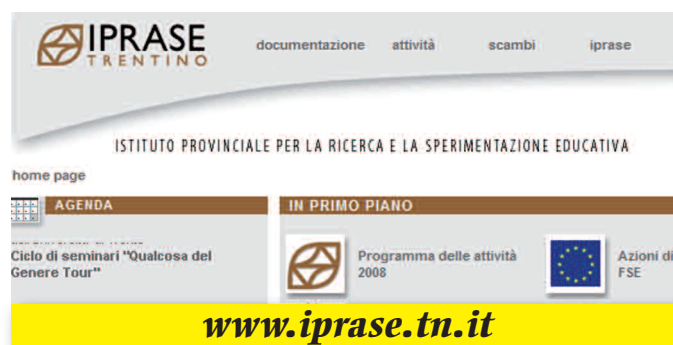 IPRASE
TRENTINO
documentazione attività scambi iprase
ISTITUTO PROVINCIALE PER LA RICERCA E LA SPERIMENTAZIONE EDUCATIVA
home page
AGENDA
IN PRIMO PIANO
Ciclo di seminari "Qualcosa del
Genere Tour"
Programma delle attività
2008
Azioni di
FSE
www.iprase.tn.it